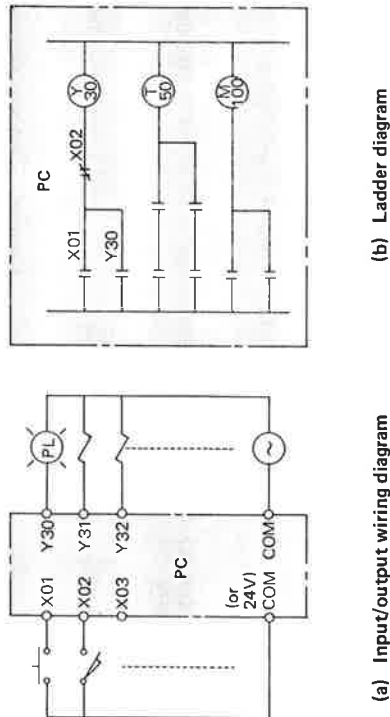 X01
X02
X03
(or
24V)
COM
PC
Y30
Y31
Y32
COM
PL
(a) Input/output wiring diagram
PC
X01
X02
Y
30
Y30
T
50
M
100
(b) Ladder diagram